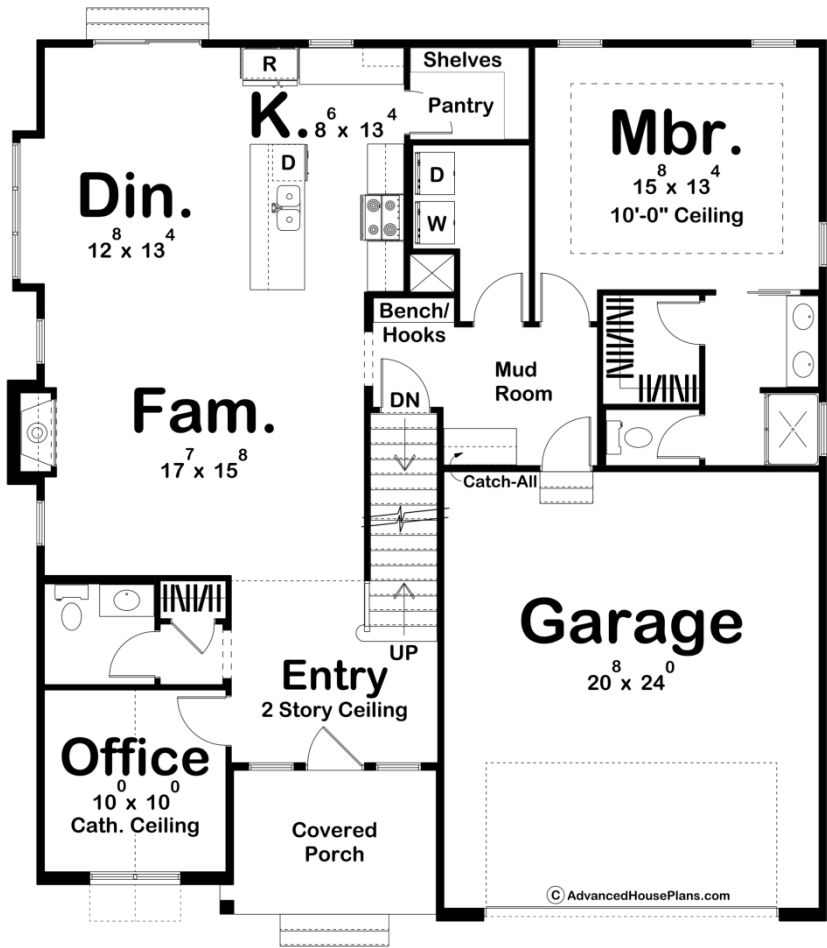 R
Shelves
Pantry
K. 8⁶ x 13⁴
D
Din.
12⁸ x 13⁴
D
W
Mbr.
15⁸ x 13⁴
10'-0" Ceiling
Bench/
Hooks
Mud
Room
DN
Fam.
17⁷ x 15⁸
Catch-All
UP
Entry
2 Story Ceiling
Garage
20⁸ x 24⁰
Office
10⁰ x 10⁰
Cath. Ceiling
Covered
Porch
© AdvancedHousePlans.com